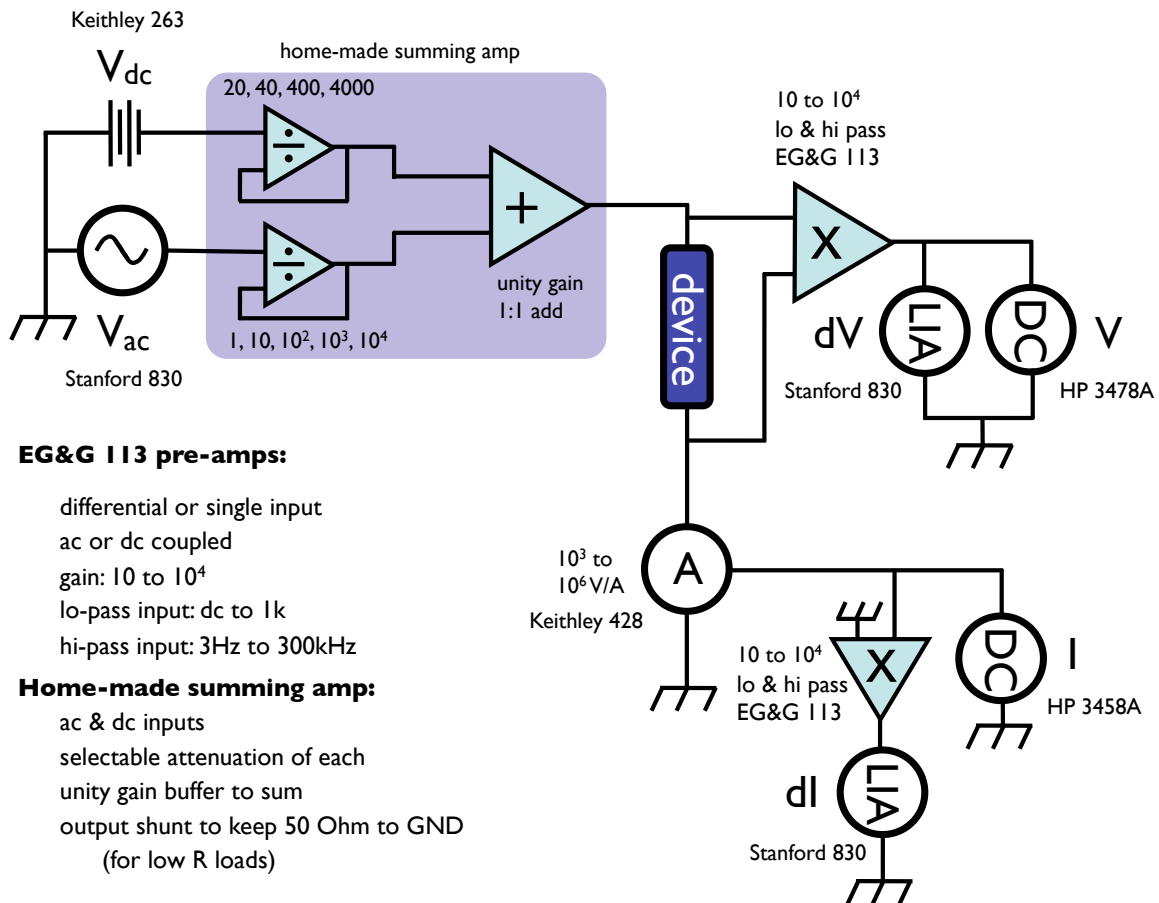 Keithley 263
Vdc
home-made summing amp
20, 40, 400, 4000
÷
+
÷
unity gain
1:1 add
1, 10, 10², 10³, 10⁴
Vac
Stanford 830
10 to 10⁴
lo & hi pass
EG&G 113
X
device
dV
LIA
DC
V
Stanford 830
HP 3478A
EG&G 113 pre-amps:
differential or single input
ac or dc coupled
gain: 10 to 10⁴
lo-pass input: dc to 1k
hi-pass input: 3Hz to 300kHz
Home-made summing amp:
ac & dc inputs
selectable attenuation of each
unity gain buffer to sum
output shunt to keep 50 Ohm to GND
(for low R loads)
10³ to
10⁶ V/A
Keithley 428
A
10 to 10⁴
lo & hi pass
EG&G 113
X
DC
I
HP 3458A
dI
LIA
Stanford 830